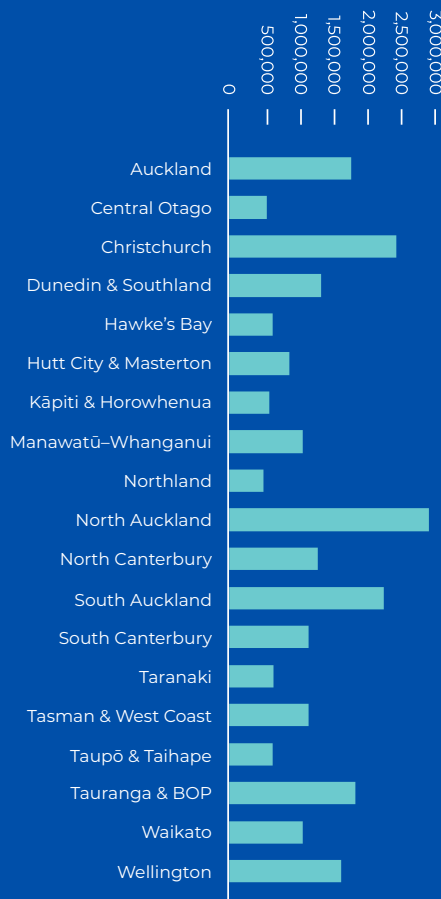 0
500,000
1,000,000
1,500,000
2,000,000
2,500,000
3,000,000
Auckland
Central Otago
Christchurch
Dunedin & Southland
Hawke’s Bay
Hutt City & Masterton
Kāpiti & Horowhenua
Manawatū–Whanganui
Northland
North Auckland
North Canterbury
South Auckland
South Canterbury
Taranaki
Tasman & West Coast
Taupō & Taihape
Tauranga & BOP
Waikato
Wellington